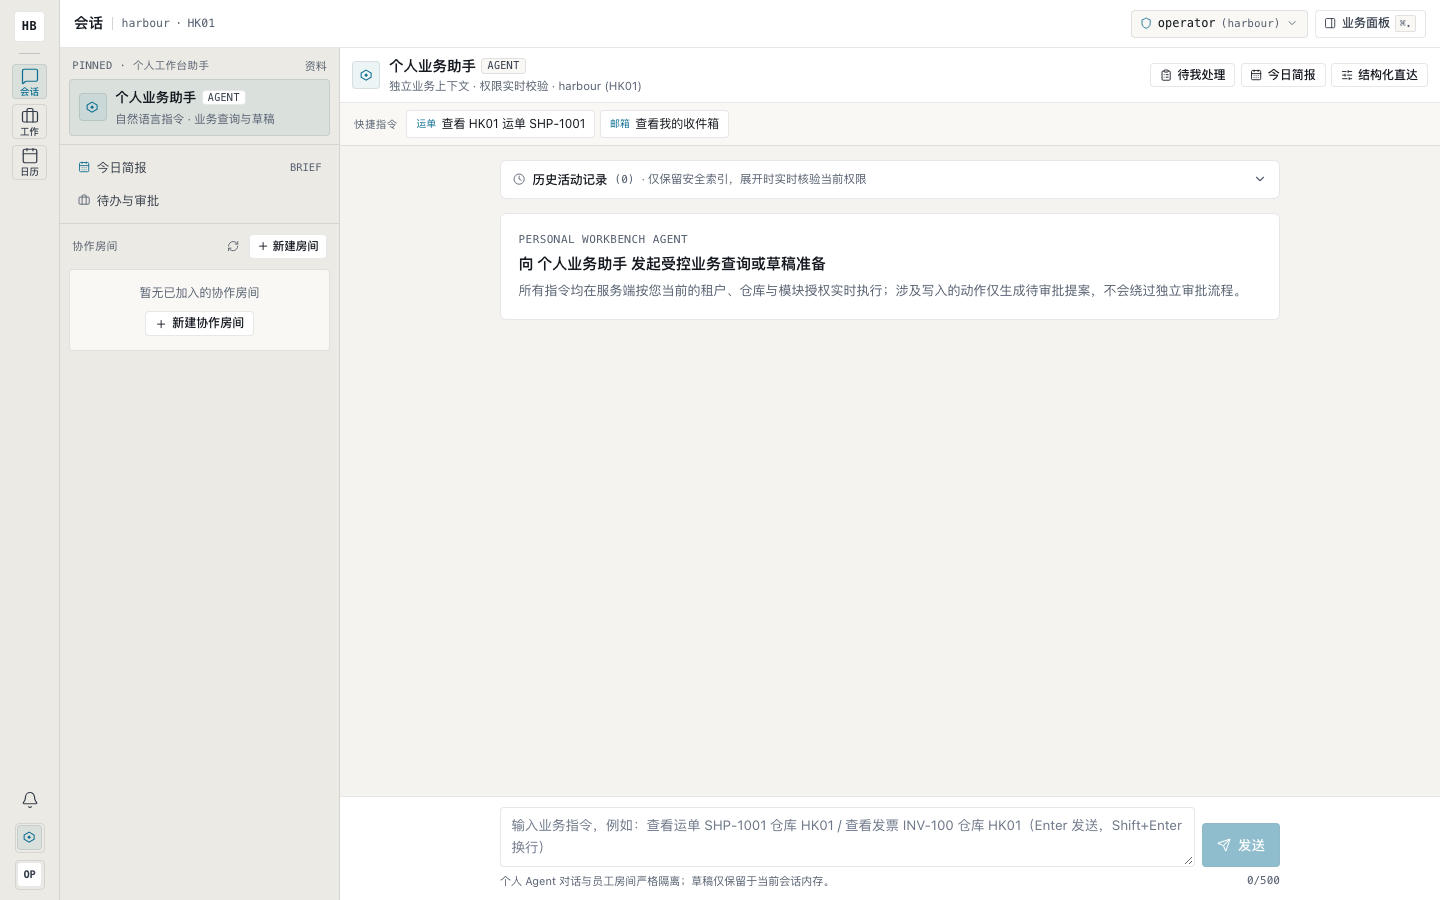 HB
会话
工作
日历
OP
会话
harbour · HK01
operator (harbour)
业务面板 ⌘.
PINNED · 个人工作台助手
资料
个人业务助手 AGENT
自然语言指令 · 业务查询与草稿
今日简报
BRIEF
待办与审批
协作房间
新建房间
暂无已加入的协作房间
新建协作房间
个人业务助手 AGENT
独立业务上下文 · 权限实时校验 · harbour (HK01)
待我处理
今日简报
结构化直达
快捷指令
运单 查看 HK01 运单 SHP-1001
邮箱 查看我的收件箱
历史活动记录 (0) · 仅保留安全索引，展开时实时核验当前权限
PERSONAL WORKBENCH AGENT
向 个人业务助手 发起受控业务查询或草稿准备
所有指令均在服务端按您当前的租户、仓库与模块授权实时执行；涉及写入的动作仅生成待审批提案，不会绕过独立审批流程。
输入业务指令，例如：查看运单 SHP-1001 仓库 HK01 / 查看发票 INV-100 仓库 HK01（Enter 发送，Shift+Enter
换行）
发送
个人 Agent 对话与员工房间严格隔离；草稿仅保留于当前会话内存。
0/500